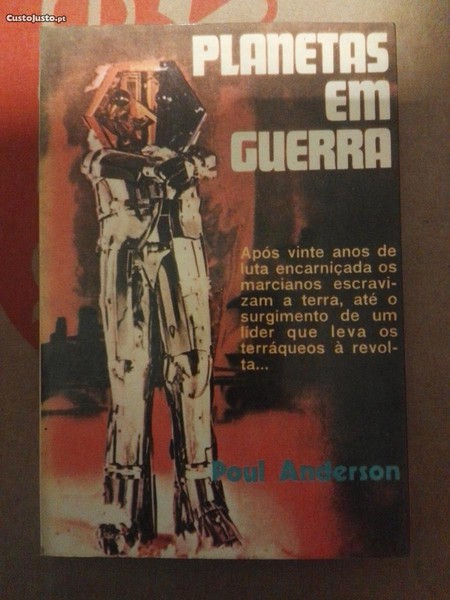 CustoJusto.pt
PLANETAS
EM
GUERRA
Após vinte anos de
luta encarniçada os
marcianos escravi-
zam a terra, até o
surgimento de um
líder que leva os
terráqueos à revol-
ta...
Poul Anderson